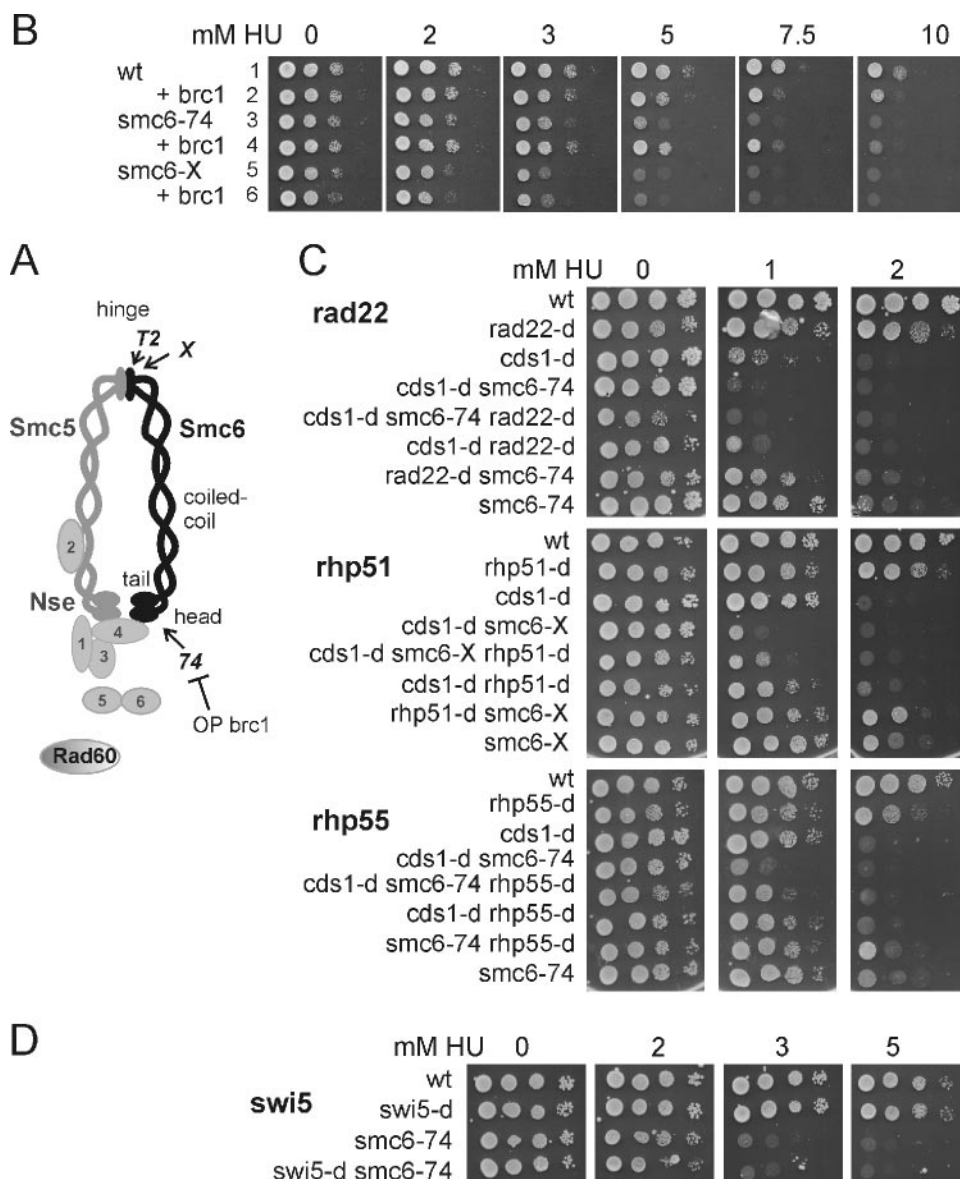 B
mM HU 0 2 3 5 7.5 10
wt 1
+ brc1 2
smc6-74 3
+ brc1 4
smc6-X 5
+ brc1 6
A
hinge
T2
X
Smc5
Smc6
coiled-
coil
2
tail
Nse
head
1
4
3
74
5 6
OP brc1
Rad60
C
mM HU 0 1 2
rad22
wt
rad22-d
cds1-d
cds1-d smc6-74
cds1-d smc6-74 rad22-d
cds1-d rad22-d
rad22-d smc6-74
smc6-74
rhp51
wt
rhp51-d
cds1-d
cds1-d smc6-X
cds1-d smc6-X rhp51-d
cds1-d rhp51-d
rhp51-d smc6-X
smc6-X
rhp55
wt
rhp55-d
cds1-d
cds1-d smc6-74
cds1-d smc6-74 rhp55-d
cds1-d rhp55-d
smc6-74 rhp55-d
smc6-74
D
mM HU 0 2 3 5
swi5
wt
swi5-d
smc6-74
swi5-d smc6-74